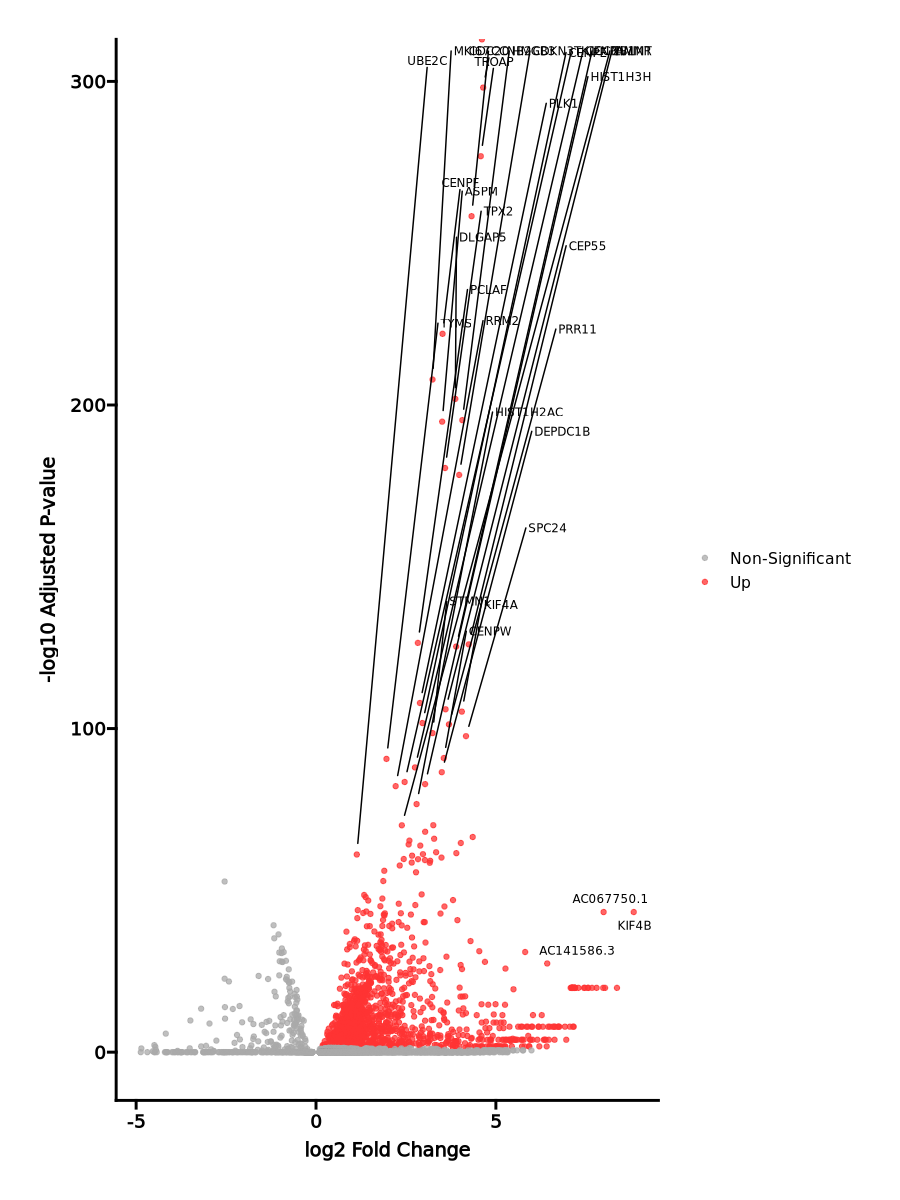 UBE2C
TROAP
HIST1H3H
300
PLK1
CENPF
ASPM
TPX2
DLGAP5
CEP55
PCLAF
TYMS
RRM2
PRR11
200
HIST1H2AC
DEPDC1B
SPC24
Non-Significant
Up
STMN1
KIF4A
CENPW
100
AC067750.1
KIF4B
AC141586.3
0
-5
0
5
log2 Fold Change
-log10 Adjusted P-value